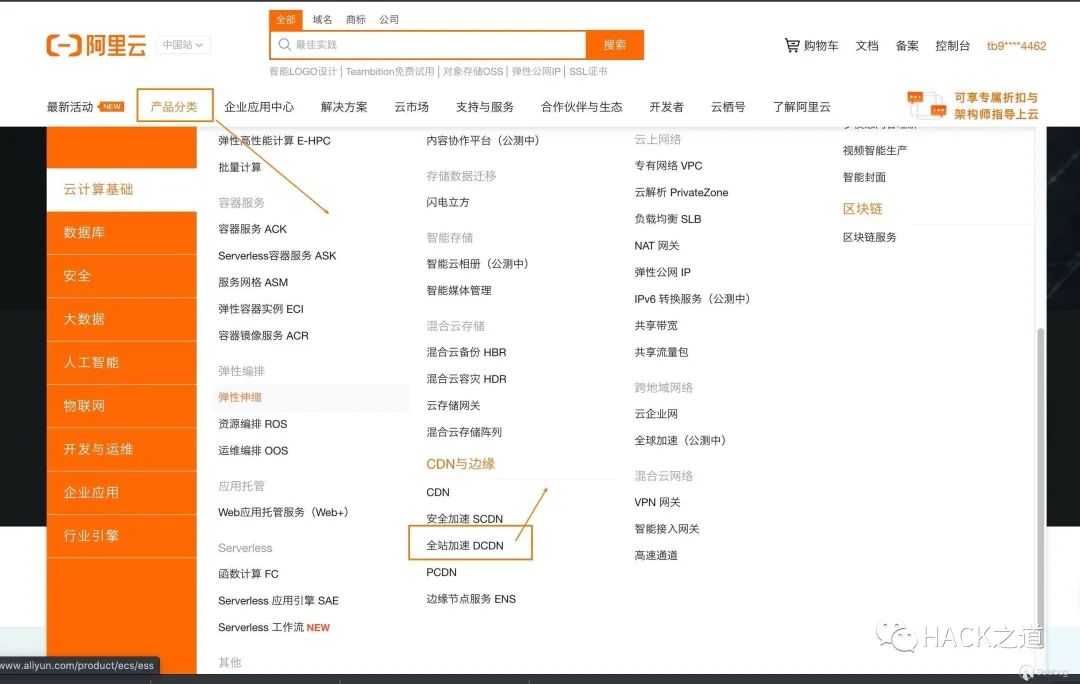 全部 域名 商标 公司
阿里云 中国站
最佳实践 搜索
购物车 文档 备案 控制台 tb9****4462
智能LOGO设计 | Teambition免费试用 | 对象存储OSS | 弹性公网IP | SSL证书
最新活动 NEW 产品分类 企业应用中心 解决方案 云市场 支持与服务 合作伙伴与生态 开发者 云栖号 了解阿里云
可享专属折扣与
架构师指导上云
云计算基础
数据库
安全
大数据
人工智能
物联网
开发与运维
企业应用
行业引擎
弹性高性能计算 E-HPC
批量计算
容器服务
容器服务 ACK
Serverless容器服务 ASK
服务网格 ASM
弹性容器实例 ECI
容器镜像服务 ACR
弹性编排
弹性伸缩
资源编排 ROS
运维编排 OOS
应用托管
Web应用托管服务（Web+）
Serverless
函数计算 FC
Serverless 应用引擎 SAE
Serverless 工作流 NEW
其他
内容协作平台（公测中）
存储数据迁移
闪电立方
智能存储
智能云相册（公测中）
智能媒体管理
混合云存储
混合云备份 HBR
混合云容灾 HDR
云存储网关
混合云存储阵列
CDN与边缘
CDN
安全加速 SCDN
全站加速 DCDN
PCDN
边缘节点服务 ENS
云上网络
专有网络 VPC
云解析 PrivateZone
负载均衡 SLB
NAT 网关
弹性公网 IP
IPv6 转换服务（公测中）
共享带宽
共享流量包
跨地域网络
云企业网
全球加速（公测中）
混合云网络
VPN 网关
智能接入网关
高速通道
视频智能生产
智能封面
区块链
区块链服务
HACK之道
www.aliyun.com/product/ecs/ess